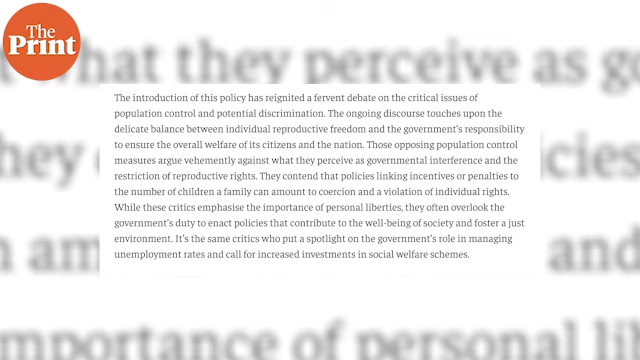 The
Print
what they perceive as go
The introduction of this policy has reignited a fervent debate on the critical issues of
population control and potential discrimination. The ongoing discourse touches upon the
delicate balance between individual reproductive freedom and the government's responsibility
to ensure the overall welfare of its citizens and the nation. Those opposing population control
measures argue vehemently against what they perceive as governmental interference and the
restriction of reproductive rights. They contend that policies linking incentives or penalties to
the number of children a family can amount to coercion and a violation of individual rights.
While these critics emphasise the importance of personal liberties, they often overlook the
government's duty to enact policies that contribute to the well-being of society and foster a just
environment. It's the same critics who put a spotlight on the government's role in managing
unemployment rates and call for increased investments in social welfare schemes.
mportance of personal lib